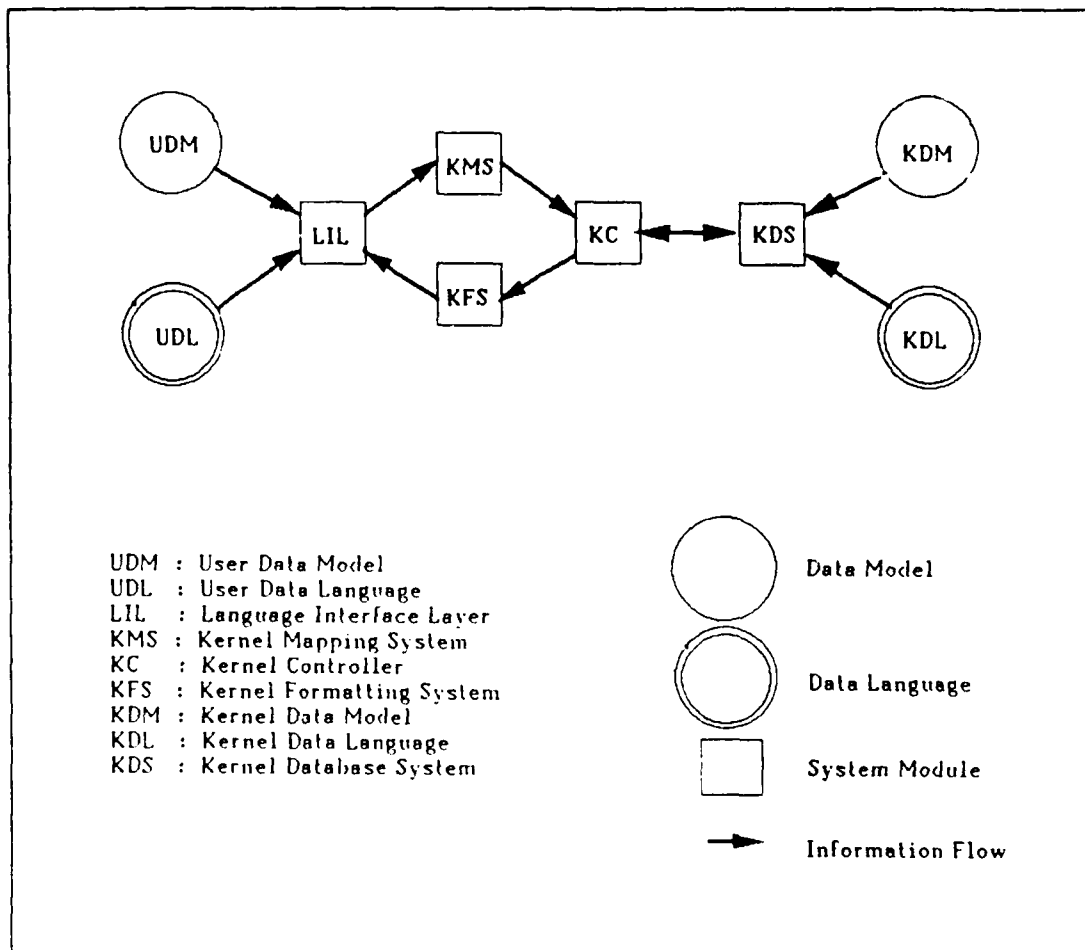 UDM
KMS
KDM
LIL
KC
KDS
KFS
UDL
KDL
UDM : User Data Model
UDL : User Data Language
LIL : Language Interface Layer
KMS : Kernel Mapping System
KC : Kernel Controller
KFS : Kernel Formatting System
KDM : Kernel Data Model
KDL : Kernel Data Language
KDS : Kernel Database System
Data Model
Data Language
System Module
Information Flow